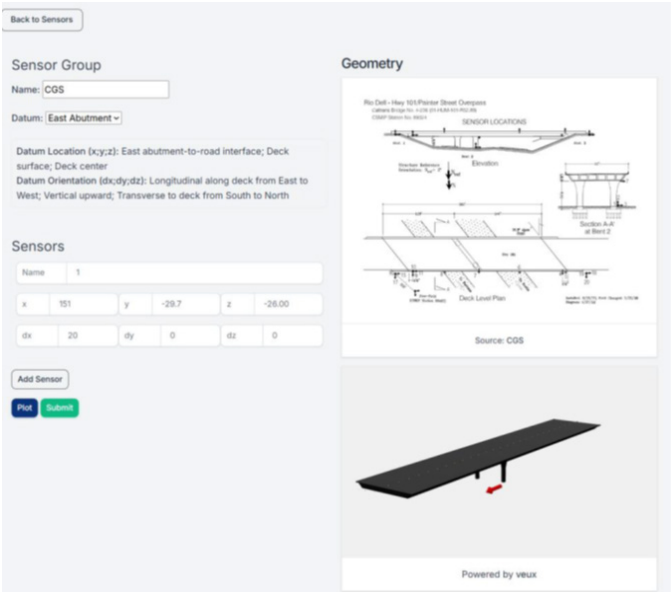 Back to Sensors
Sensor Group
Name: CGS
Datum: East Abutment
Datum Location (x;y;z): East abutment-to-road interface; Deck
surface; Deck center
Datum Orientation (dx;dy;dz): Longitudinal along deck from East to
West; Vertical upward; Transverse to deck from South to North
Sensors
Name 1
x 151 y -29.7 z -26.00
dx 20 dy 0 dz 0
Add Sensor
Plot Submit
Geometry
Rio Dell - Hwy 101/Painter Street Overpass
SENSOR LOCATIONS
Elevation
Section A-A'
at Bent 2
Deck Level Plan
Source: CGS
Powered by veux